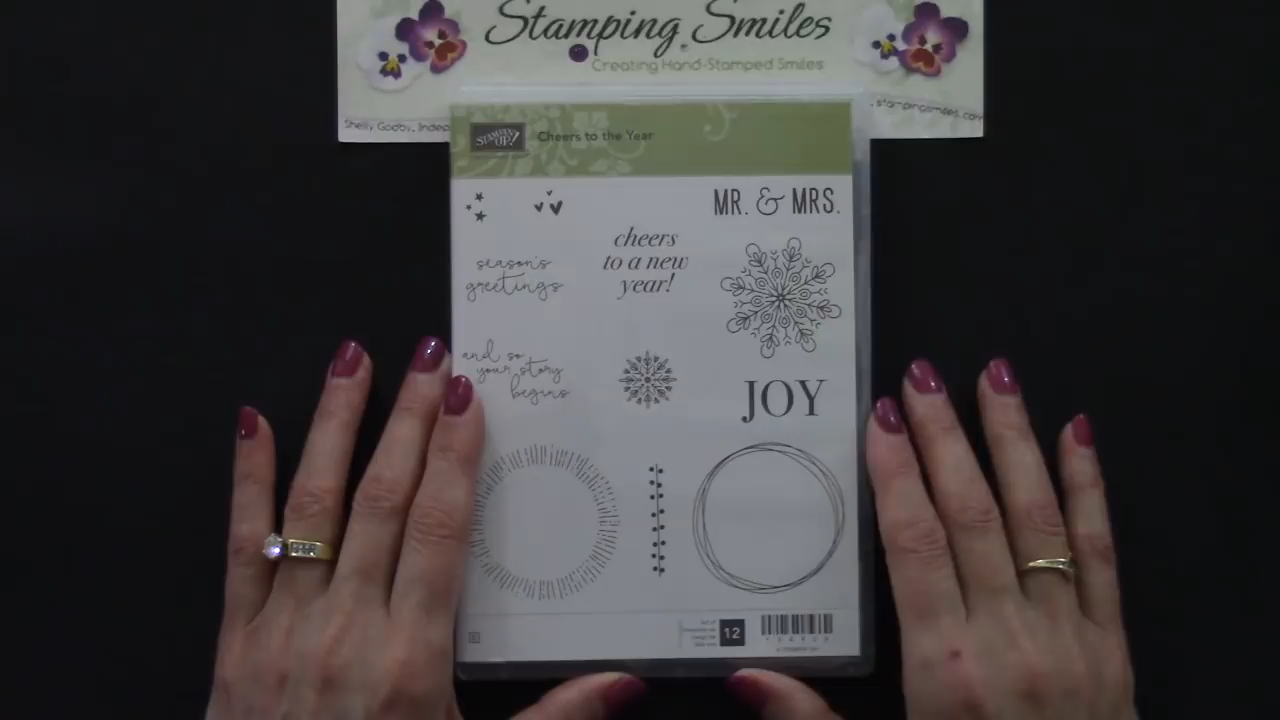 Stamping Smiles
Creating Hand-Stamped Smiles
Shelly Godby, Indep
.stampingsmiles.com
STAMPIN' UP!
Cheers to the Year
MR. & MRS.
cheers
to a new
year!
season's
greetings
and so
your story
begins
JOY
12